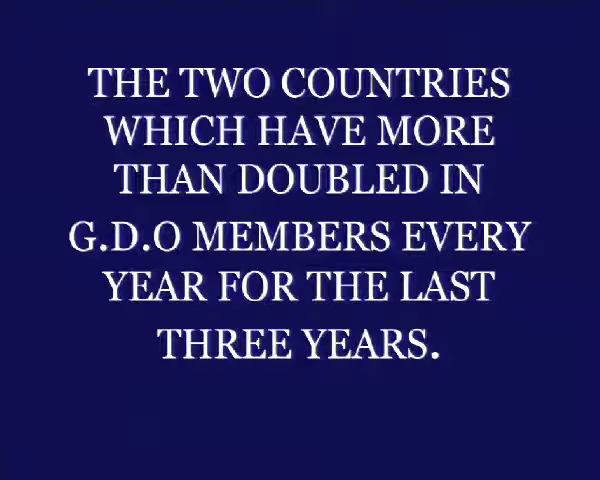 THE TWO COUNTRIES
WHICH HAVE MORE
THAN DOUBLED IN
G.D.O MEMBERS EVERY
YEAR FOR THE LAST
THREE YEARS.